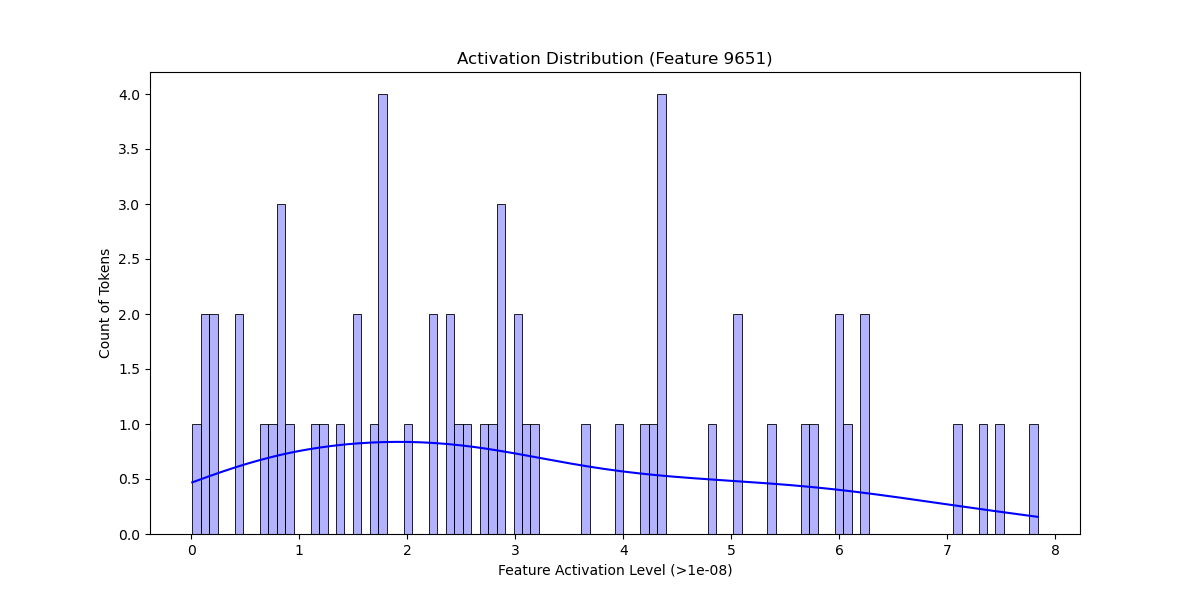 Activation Distribution (Feature 9651)
4.0
3.5
3.0
2.5
2.0
1.5
1.0
0.5
0.0
Count of Tokens
0 1 2 3 4 5 6 7 8
Feature Activation Level (>1e-08)